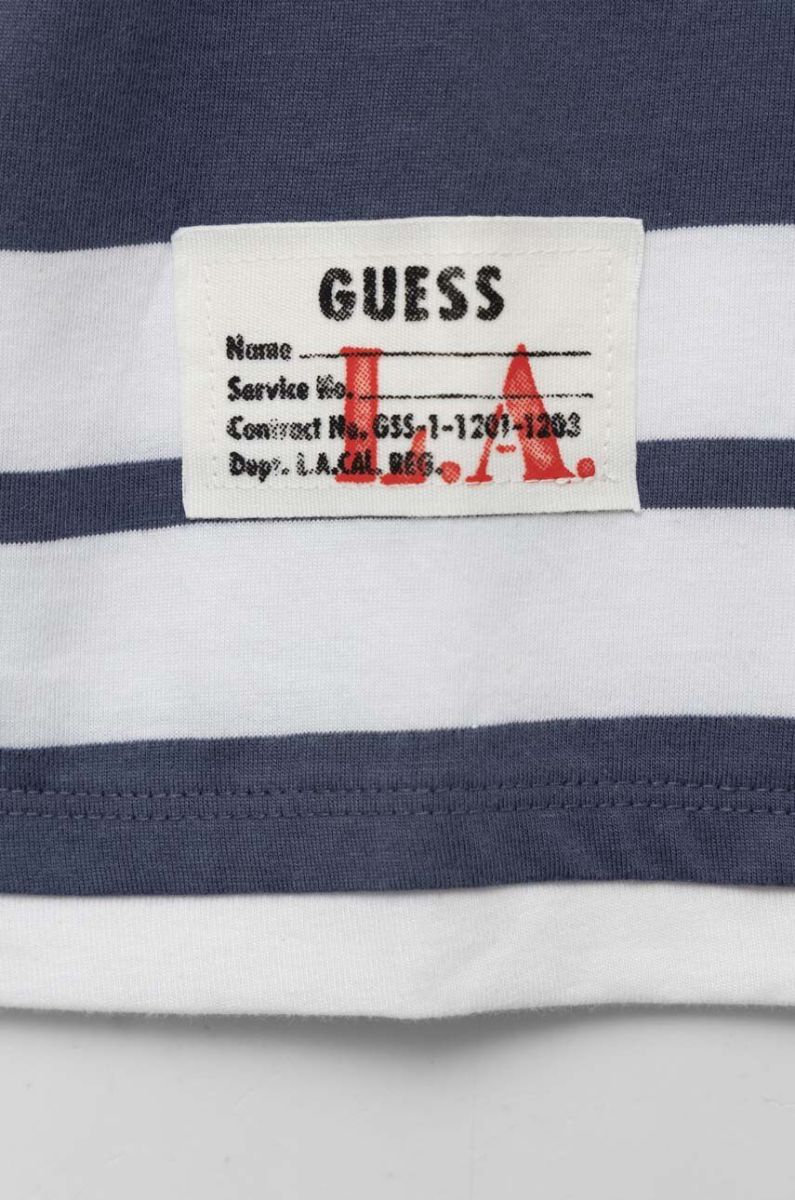 GUESS
Name
Service No.
Contract No. GSS-1-1201-1203
Dept. L.A.CAL. REG.
L.A.